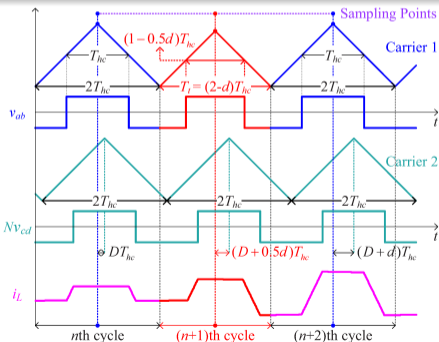 Sampling Points
(1−0.5d)T_hc
Carrier 1
T_hc
T_hc
2T_hc
T_t = (2-d)T_hc
2T_hc
v_ab
t
Carrier 2
2T_hc
2T_hc
2T_hc
Nv_cd
t
DT_hc
(D+0.5d)T_hc
(D+d)T_hc
i_L
nth cycle
(n+1)th cycle
(n+2)th cycle